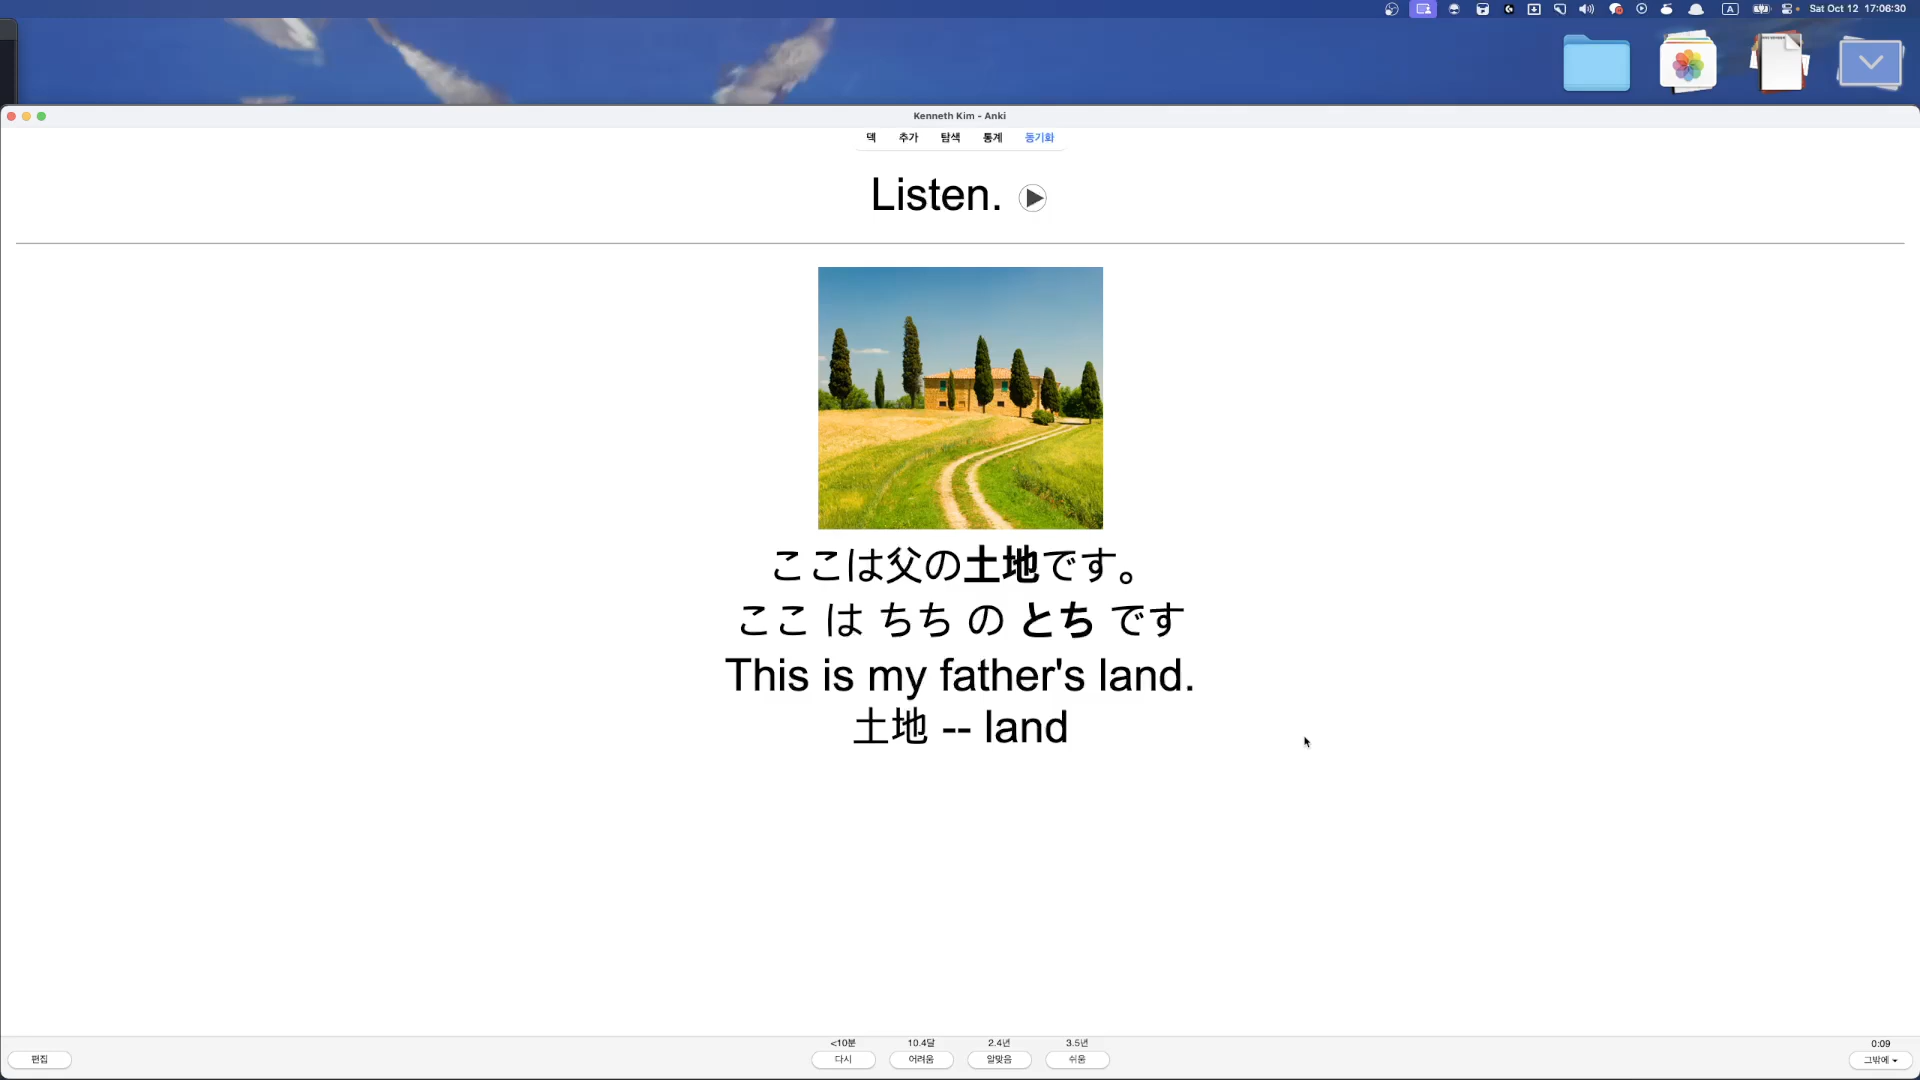 Sat Oct 12 17:06:30
Kenneth Kim - Anki
덱 추가 탐색 통계 동기화
Listen.
ここは父の土地です。
ここ は ちち の とち です
This is my father's land.
土地 -- land
<10분 10.4달 2.4년 3.5년 0:09
편집 다시 어려움 알맞음 쉬움 그밖에